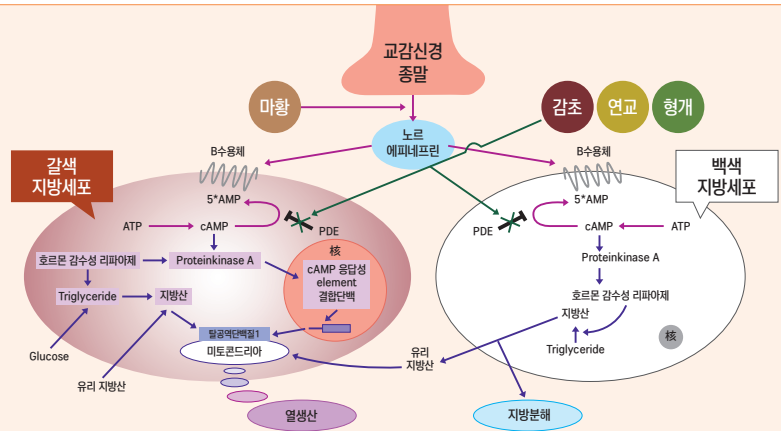 교감신경
종말
마황
감초
연교
형개
노르
에피네프린
B수용체
B수용체
갈색
지방세포
백색
지방세포
5*AMP
5*AMP
ATP
cAMP
PDE
PDE
cAMP
ATP
호르몬 감수성 리파아제
Proteinkinase A
核
cAMP 응답성
element
결합단백
Proteinkinase A
Triglyceride
지방산
호르몬 감수성 리파아제
지방산
탈공역단백질1
미토콘드리아
Triglyceride
核
Glucose
유리 지방산
유리
지방산
열생산
지방분해